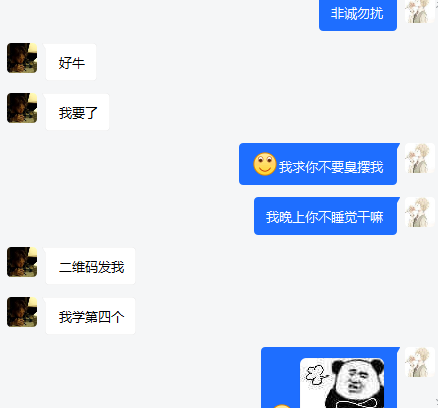 非诚勿扰
好牛
我要了
我求你不要臭摆我
我晚上你不睡觉干嘛
二维码发我
我学第四个